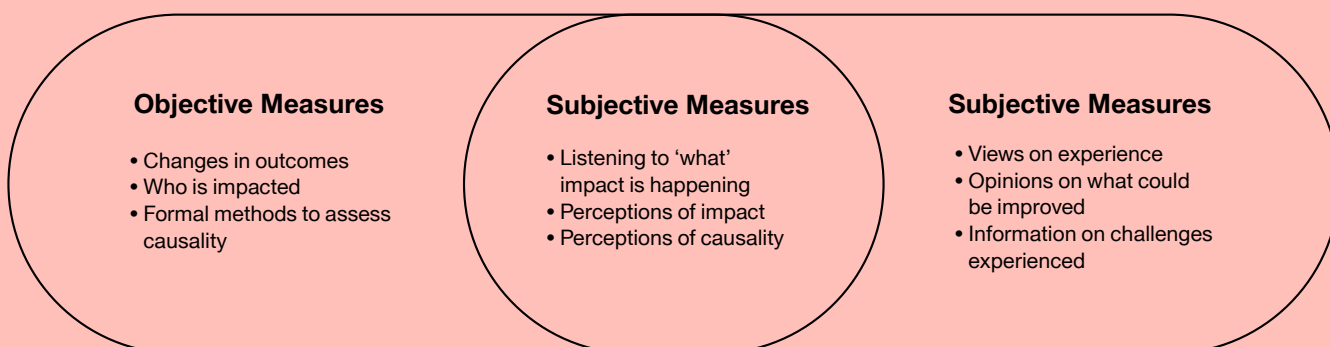 Objective Measures
• Changes in outcomes
• Who is impacted
• Formal methods to assess
causality
Subjective Measures
• Listening to ‘what’
impact is happening
• Perceptions of impact
• Perceptions of causality
Subjective Measures
• Views on experience
• Opinions on what could
be improved
• Information on challenges
experienced